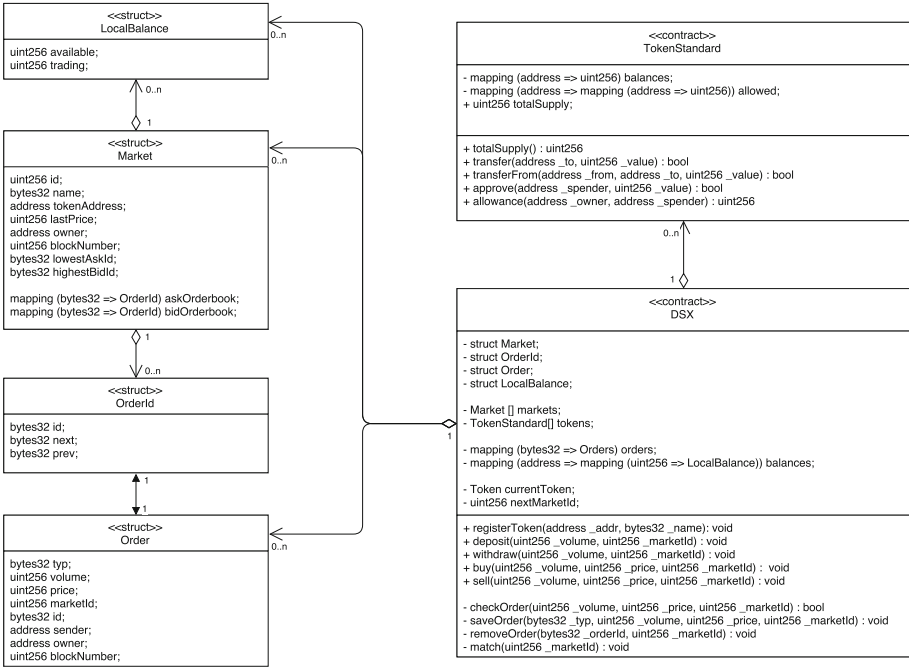 <<struct>>
LocalBalance
uint256 available;
uint256 trading;
0..n
0..n
1
<<struct>>
Market
uint256 id;
bytes32 name;
address tokenAddress;
uint256 lastPrice;
address owner;
uint256 blockNumber;
bytes32 lowestAskId;
bytes32 highestBidId;
mapping (bytes32 => OrderId) askOrderbook;
mapping (bytes32 => OrderId) bidOrderbook;
0..n
1
0..n
<<struct>>
OrderId
bytes32 id;
bytes32 next;
bytes32 prev;
1
1
<<struct>>
Order
bytes32 typ;
uint256 volume;
uint256 price;
uint256 marketId;
bytes32 id;
address sender;
address owner;
uint256 blockNumber;
0..n
<<contract>>
TokenStandard
- mapping (address => uint256) balances;
- mapping (address => mapping (address => uint256)) allowed;
+ uint256 totalSupply;
+ totalSupply() : uint256
+ transfer(address _to, uint256 _value) : bool
+ transferFrom(address _from, address _to, uint256 _value) : bool
+ approve(address _spender, uint256 _value) : bool
+ allowance(address _owner, address _spender) : uint256
0..n
1
<<contract>>
DSX
- struct Market;
- struct OrderId;
- struct Order;
- struct LocalBalance;
- Market [] markets;
- TokenStandard[] tokens;
- mapping (bytes32 => Orders) orders;
- mapping (address => mapping (uint256 => LocalBalance)) balances;
- Token currentToken;
- uint256 nextMarketId;
1
+ registerToken(address _addr, bytes32 _name): void
+ deposit(uint256 _volume, uint256 _marketId) : void
+ withdraw(uint256 _volume, uint256 _marketId) : void
+ buy(uint256 _volume, uint256 _price, uint256 _marketId) :  void
+ sell(uint256 _volume, uint256 _price, uint256 _marketId) : void
- checkOrder(uint256 _volume, uint256 _price, uint256 _marketId) : bool
- saveOrder(bytes32 _typ, uint256 _volume, uint256 _price, uint256 _marketId) : void
- removeOrder(bytes32 _orderId, uint256 _marketId) : void
- match(uint256 _marketId) : void